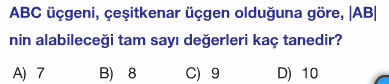 ABC üçgeni, çeşitkenar üçgen olduğuna göre, |AB|
nin alabileceği tam sayı değerleri kaç tanedir?
A) 7 B) 8 C) 9 D) 10